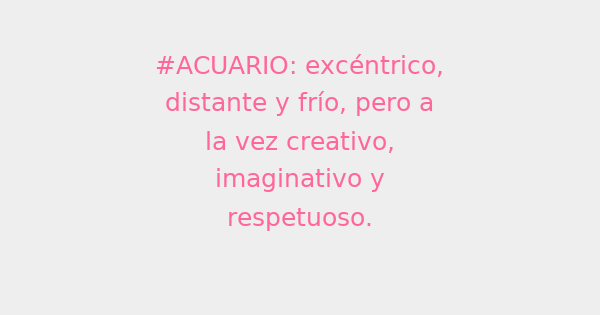 #ACUARIO: excéntrico,
distante y frío, pero a
la vez creativo,
imaginativo y
respetuoso.